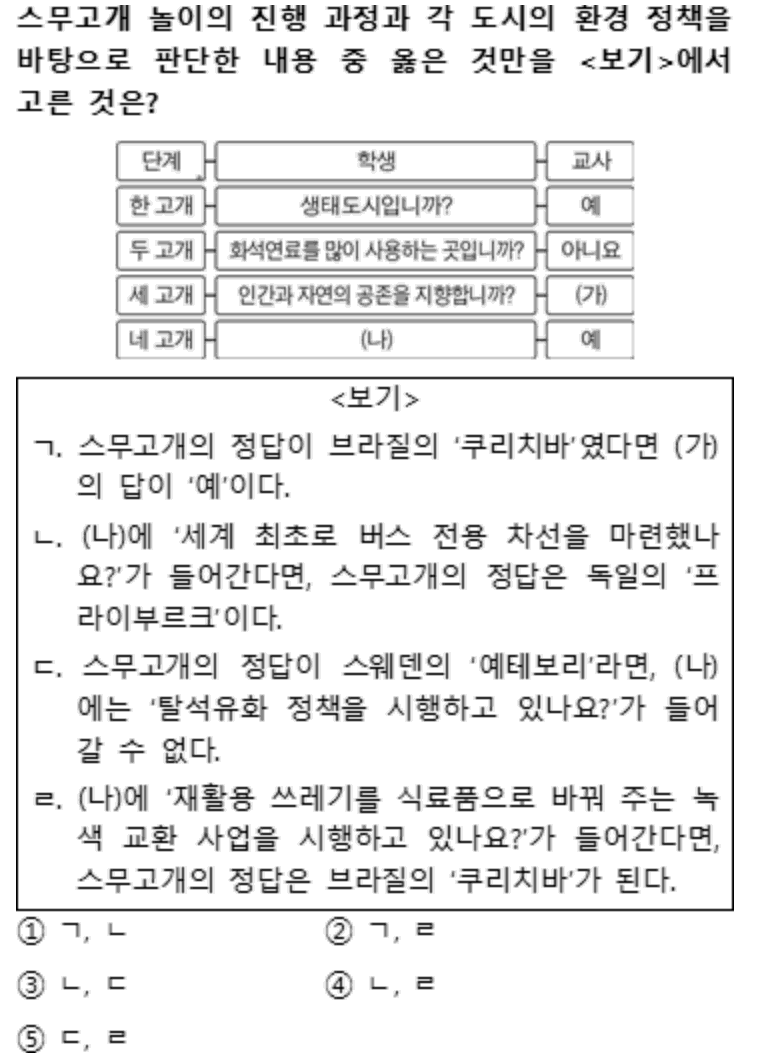 스무고개 놀이의 진행 과정과 각 도시의 환경 정책을
바탕으로 판단한 내용 중 옳은 것만을 <보기>에서
고른 것은?
단계 학생 교사
한 고개 생태도시입니까? 예
두 고개 화석연료를 많이 사용하는 곳입니까? 아니요
세 고개 인간과 자연의 공존을 지향합니까? (가)
네 고개 (나) 예
<보기>
ㄱ. 스무고개의 정답이 브라질의 '쿠리치바'였다면 (가)
의 답이 '예'이다.
ㄴ. (나)에 '세계 최초로 버스 전용 차선을 마련했나
요?'가 들어간다면, 스무고개의 정답은 독일의 '프
라이부르크'이다.
ㄷ. 스무고개의 정답이 스웨덴의 '예테보리'라면, (나)
에는 '탈석유화 정책을 시행하고 있나요?'가 들어
갈 수 없다.
ㄹ. (나)에 '재활용 쓰레기를 식료품으로 바꿔 주는 녹
색 교환 사업을 시행하고 있나요?'가 들어간다면,
스무고개의 정답은 브라질의 '쿠리치바'가 된다.
① ㄱ, ㄴ ② ㄱ, ㄹ
③ ㄴ, ㄷ ④ ㄴ, ㄹ
⑤ ㄷ, ㄹ